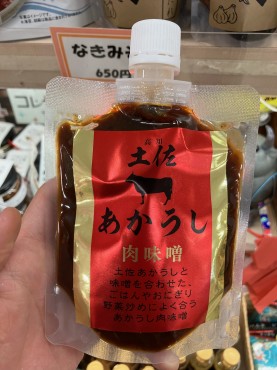 なきみそ
650円
コレ
土佐
あかうし
肉味噌
土佐あかうしと
味噌を合わせた、
ごはんやおにぎり
野菜炒めによく合う
あかうし肉味噌